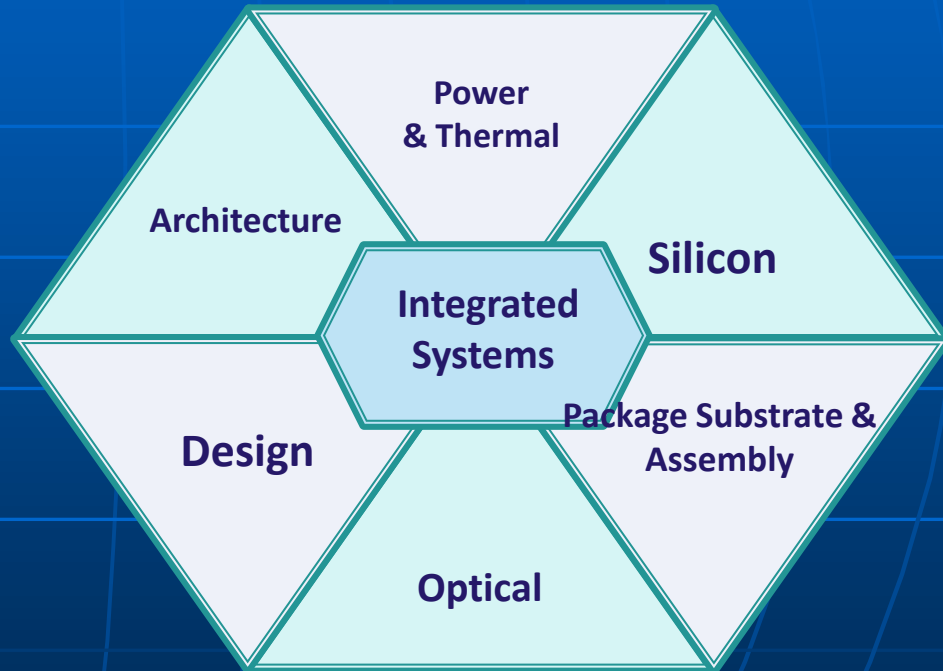 Power
& Thermal
Architecture
Silicon
Integrated
Systems
Package Substrate &
Assembly
Design
Optical